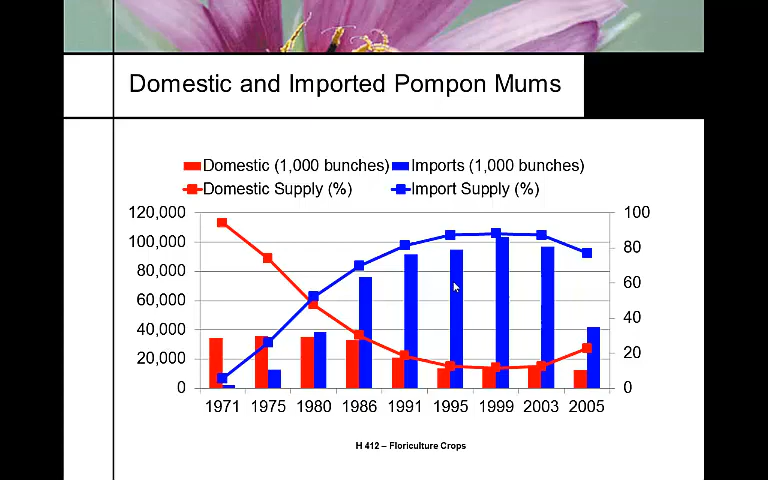 Domestic and Imported Pompon Mums
Domestic (1,000 bunches) Imports (1,000 bunches)
Domestic Supply (%) Import Supply (%)
120,000 100
100,000 80
80,000 60
60,000 40
40,000 20
20,000 0
0
1971 1975 1980 1986 1991 1995 1999 2003 2005
H 412 – Floriculture Crops